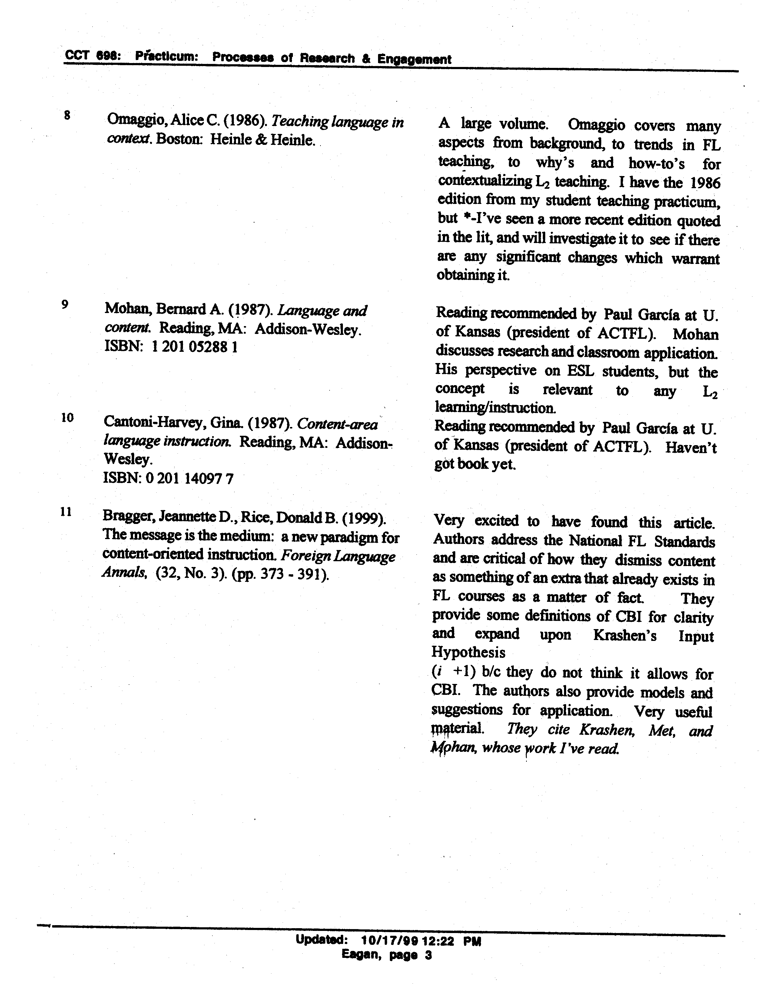 CCT 698: Practicum: Processes of Research & Engagement
8
Omaggio, Alice C. (1986). Teaching language in
context. Boston: Heinle & Heinle.
A large volume. Omaggio covers many
aspects from background, to trends in FL
teaching, to why's and how-to's for
contextualizing L₂ teaching. I have the 1986
edition from my student teaching practicum,
but *-I've seen a more recent edition quoted
in the lit, and will investigate it to see if there
are any significant changes which warrant
obtaining it.
9
Mohan, Bernard A. (1987). Language and
content. Reading, MA: Addison-Wesley.
ISBN: 1 201 05288 1
Reading recommended by Paul García at U.
of Kansas (president of ACTFL). Mohan
discusses research and classroom application.
His perspective on ESL students, but the
concept is relevant to any L₂
learning/instruction.
10
Cantoni-Harvey, Gina. (1987). Content-area
language instruction. Reading, MA: Addison-
Wesley.
ISBN: 0 201 14097 7
Reading recommended by Paul García at U.
of Kansas (president of ACTFL). Haven't
got book yet.
11
Bragger, Jeannette D., Rice, Donald B. (1999).
The message is the medium: a new paradigm for
content-oriented instruction. Foreign Language
Annals, (32, No. 3). (pp. 373 - 391).
Very excited to have found this article.
Authors address the National FL Standards
and are critical of how they dismiss content
as something of an extra that already exists in
FL courses as a matter of fact. They
provide some definitions of CBI for clarity
and expand upon Krashen's Input
Hypothesis
(i +1) b/c they do not think it allows for
CBI. The authors also provide models and
suggestions for application. Very useful
material. They cite Krashen, Met, and
Mohan, whose work I've read.
Updated: 10/17/99 12:22 PM
Eagan, page 3